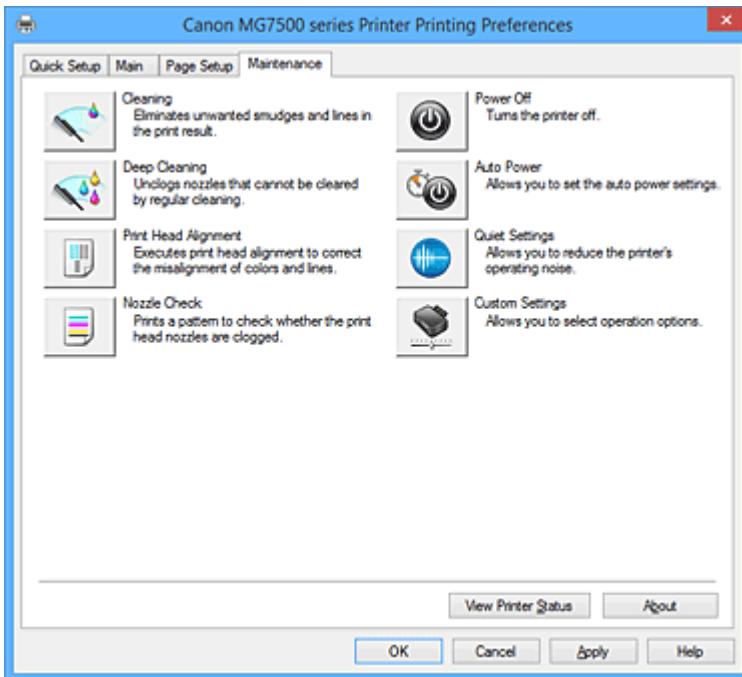 Canon MG7500 series Printer Printing Preferences
Quick Setup Main Page Setup Maintenance
Cleaning
Eliminates unwanted smudges and lines in
the print result.
Deep Cleaning
Unclogs nozzles that cannot be cleared
by regular cleaning.
Print Head Alignment
Executes print head alignment to correct
the misalignment of colors and lines.
Nozzle Check
Prints a pattern to check whether the print
head nozzles are clogged.
Power Off
Turns the printer off.
Auto Power
Allows you to set the auto power settings.
Quiet Settings
Allows you to reduce the printer's
operating noise.
Custom Settings
Allows you to select operation options.
View Printer Status About
OK Cancel Apply Help